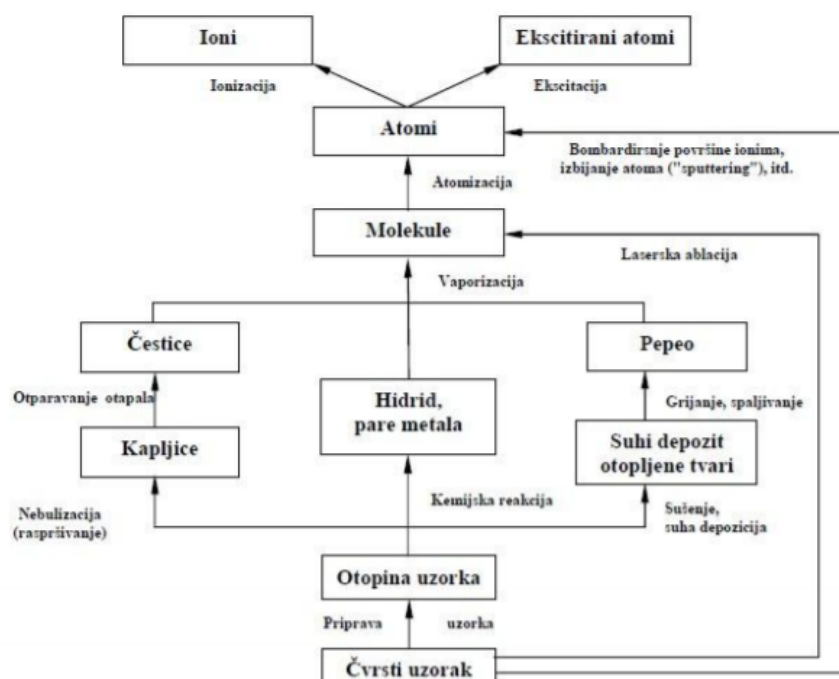 Ioni
Ekscitirani atomi
Ionizacija
Ekscitacija
Atomi
Bombardirsnje površine ionima,
izbijanje atoma ("sputtering"), itd.
Atomizacija
Molekule
Laserska ablacija
Vaporizacija
Čestice
Pepeo
Otparavanje otapala
Hidrid,
pare metala
Grijanje, spaljivanje
Kapljice
Suhi depozit
otopljene tvari
Nebulizacija
(raspršivanje)
Kemijska reakcija
Sušenje,
suha depozicija
Otopina uzorka
Priprava uzorka
Čvrsti uzorak